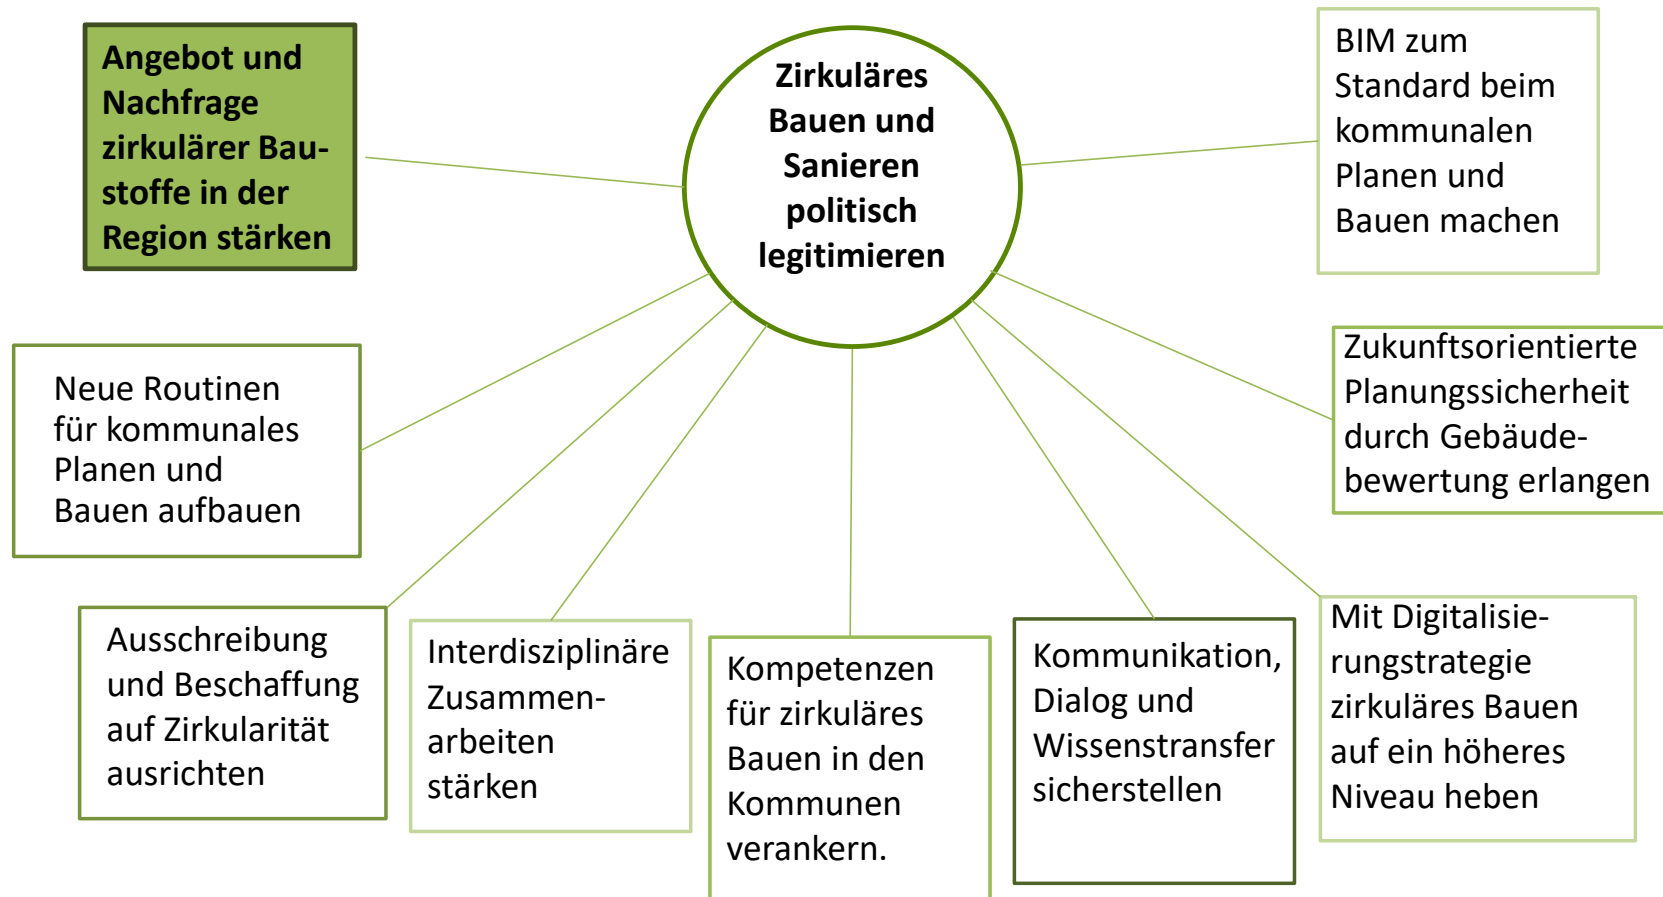 Angebot und
Nachfrage
zirkulärer Bau-
stoffe in der
Region stärken
Zirkuläres
Bauen und
Sanieren
politisch
legitimieren
BIM zum
Standard beim
kommunalen
Planen und
Bauen machen
Neue Routinen
für kommunales
Planen und
Bauen aufbauen
Zukunftsorientierte
Planungssicherheit
durch Gebäude-
bewertung erlangen
Ausschreibung
und Beschaffung
auf Zirkularität
ausrichten
Interdisziplinäre
Zusammen-
arbeiten
stärken
Kompetenzen
für zirkuläres
Bauen in den
Kommunen
verankern.
Kommunikation,
Dialog und
Wissenstransfer
sicherstellen
Mit Digitalisie-
rungstrategie
zirkuläres Bauen
auf ein höheres
Niveau heben